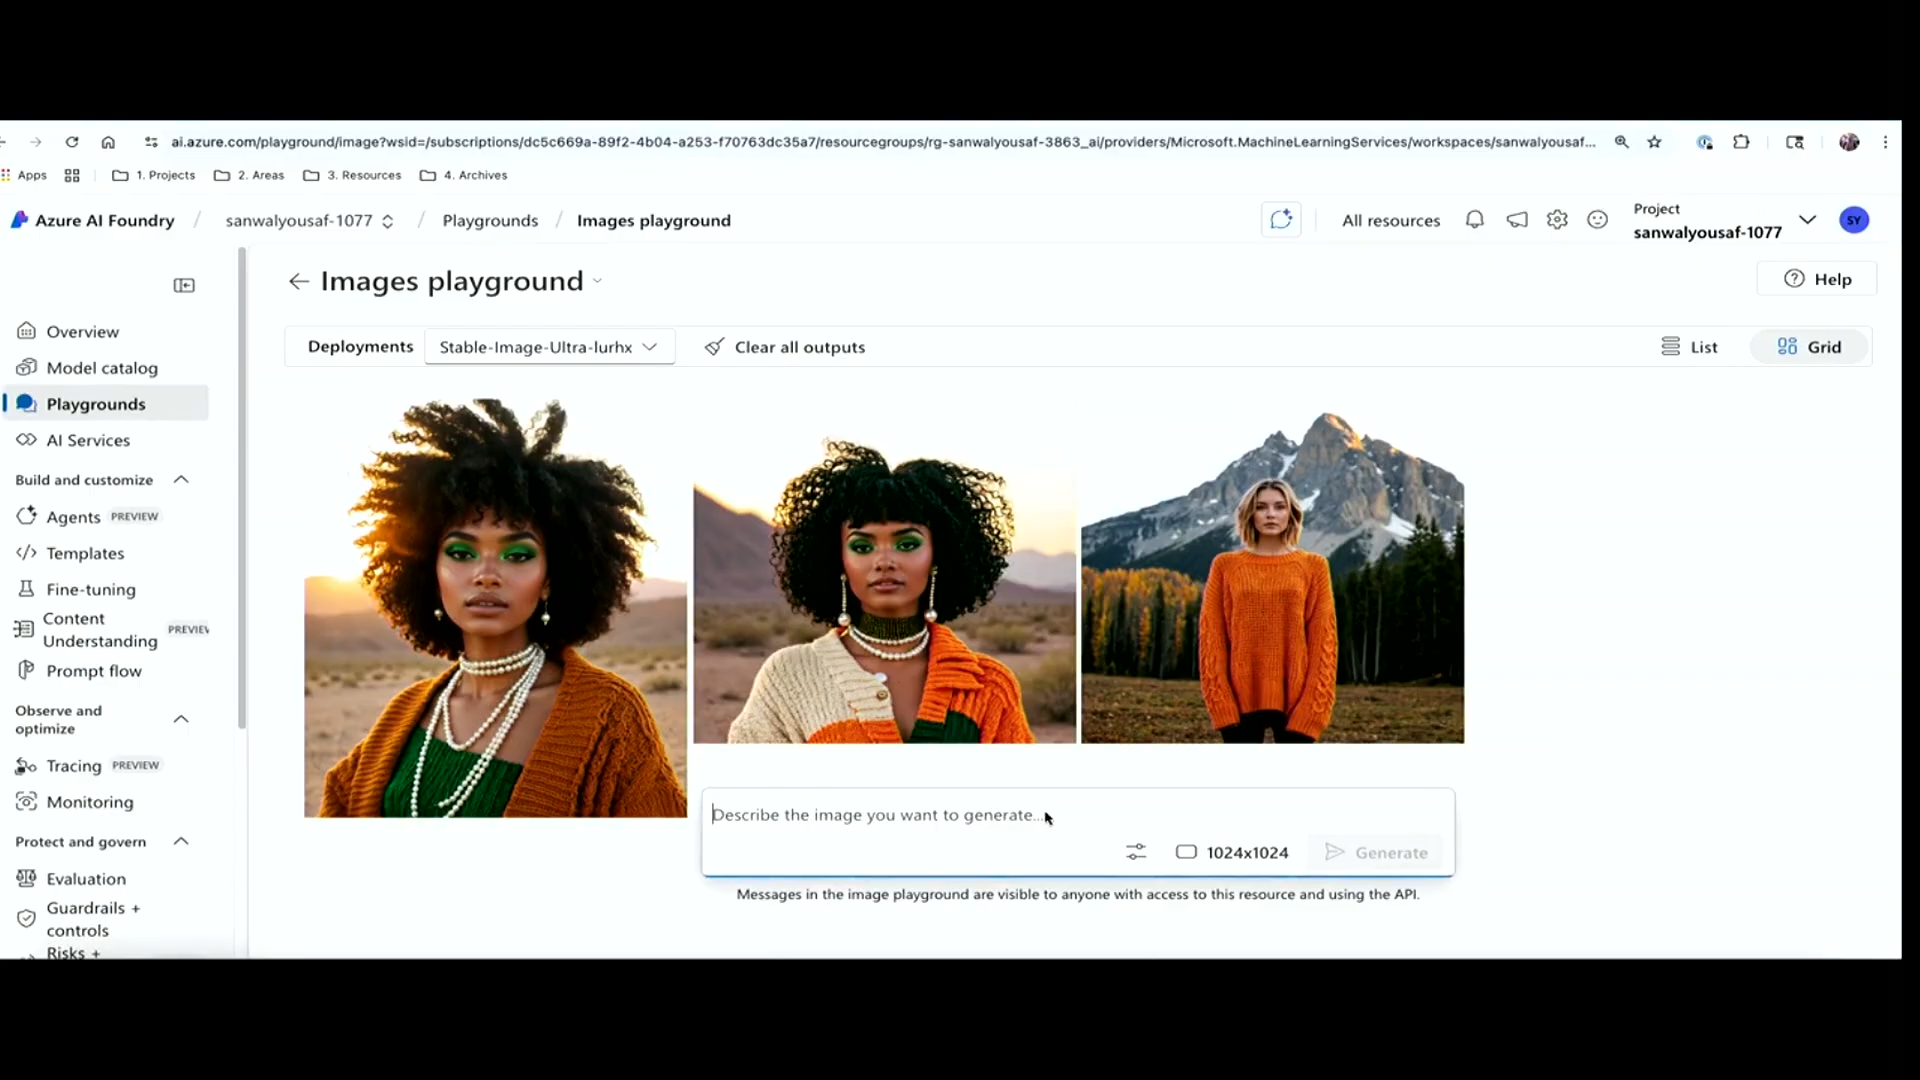 ai.azure.com/playground/image?wsid=/subscriptions/dc5c669a-89f2-4b04-a253-f70763dc35a7/resourcegroups/rg-sanwalyousaf-3863_ai/providers/Microsoft.MachineLearningServices/workspaces/sanwalyousaf...
Apps 1. Projects 2. Areas 3. Resources 4. Archives
Azure AI Foundry / sanwalyousaf-1077 / Playgrounds / Images playground
All resources
Project
sanwalyousaf-1077
SY
Images playground
Help
Deployments Stable-Image-Ultra-lurhx Clear all outputs List Grid
Overview
Model catalog
Playgrounds
AI Services
Build and customize
Agents PREVIEW
Templates
Fine-tuning
Content
Understanding
PREVIEV
Prompt flow
Observe and
optimize
Tracing PREVIEW
Monitoring
Protect and govern
Evaluation
Guardrails +
controls
Risks +
Describe the image you want to generate...
1024x1024 Generate
Messages in the image playground are visible to anyone with access to this resource and using the API.